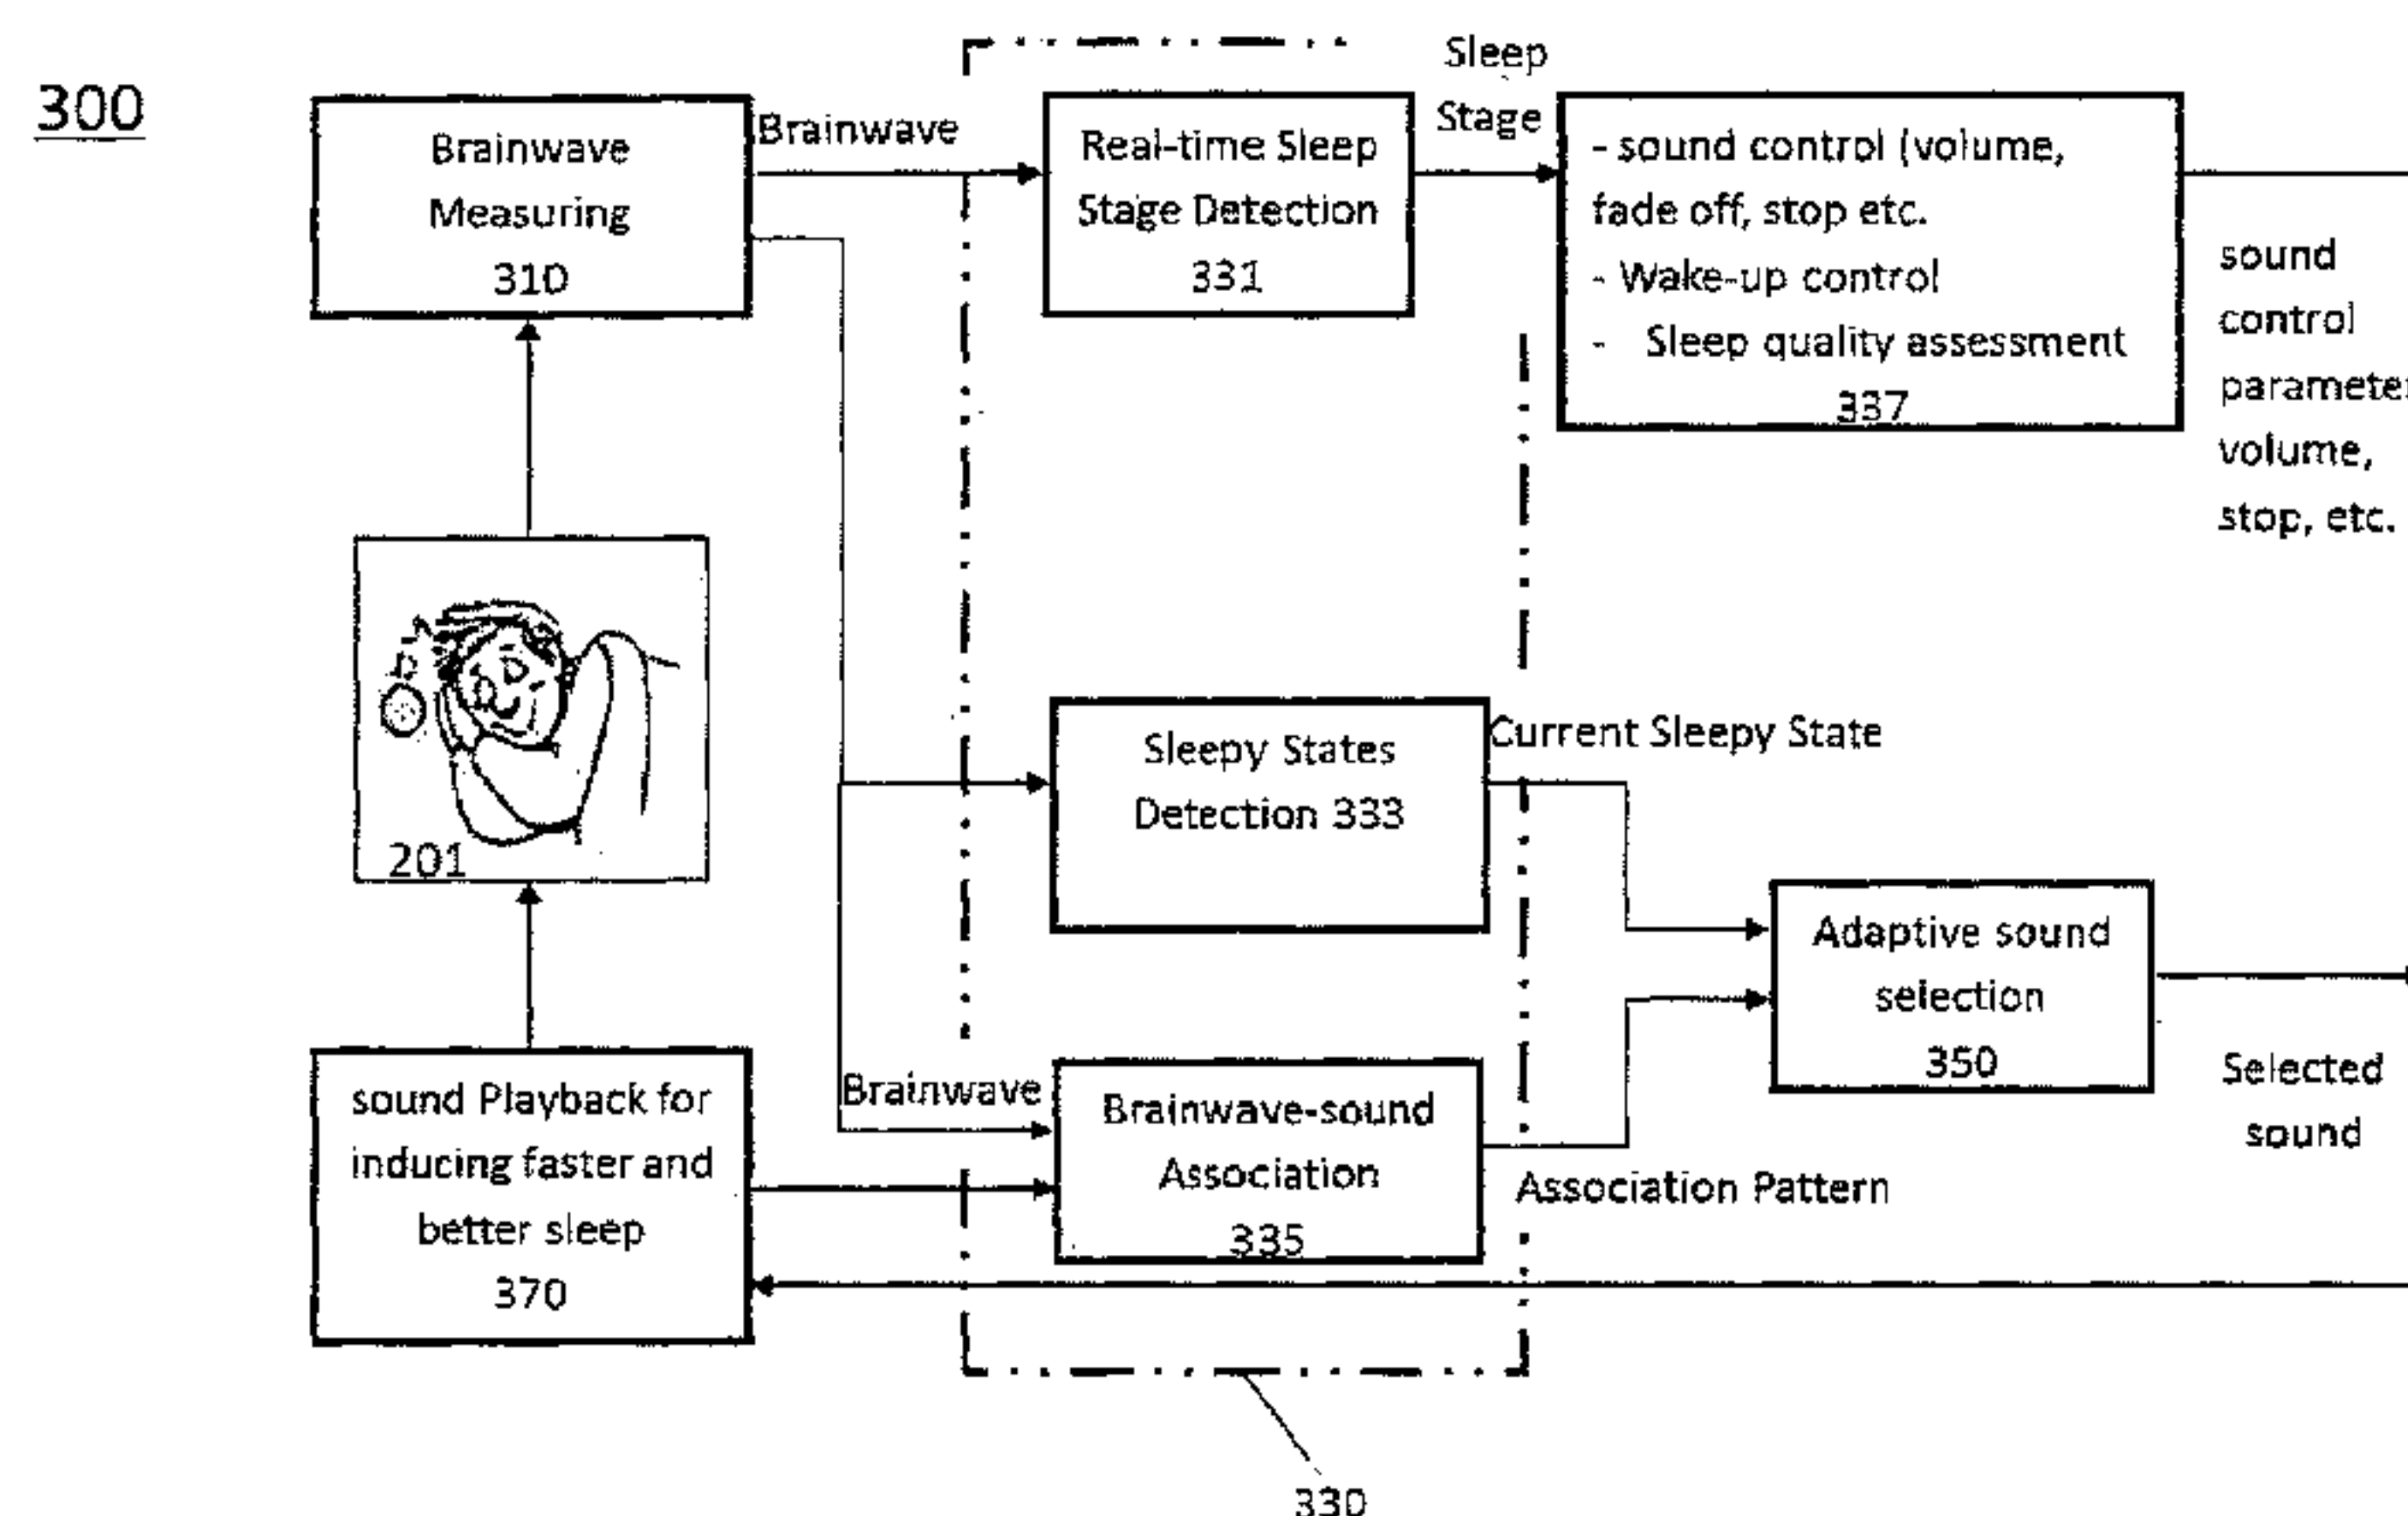 300
Brainwave
Measuring
310
Brainwave
Real-time Sleep
Stage Detection
331
Sleep
Stage
- sound control (volume,
fade off, stop etc.
- Wake-up control
- Sleep quality assessment
337
sound
control
parameter
volume,
stop, etc.
201
Sleepy States
Detection 333
Current Sleepy State
Adaptive sound
selection
350
Selected
sound
sound Playback for
inducing faster and
better sleep
370
Brainwave
Brainwave-sound
Association
335
Association Pattern
330